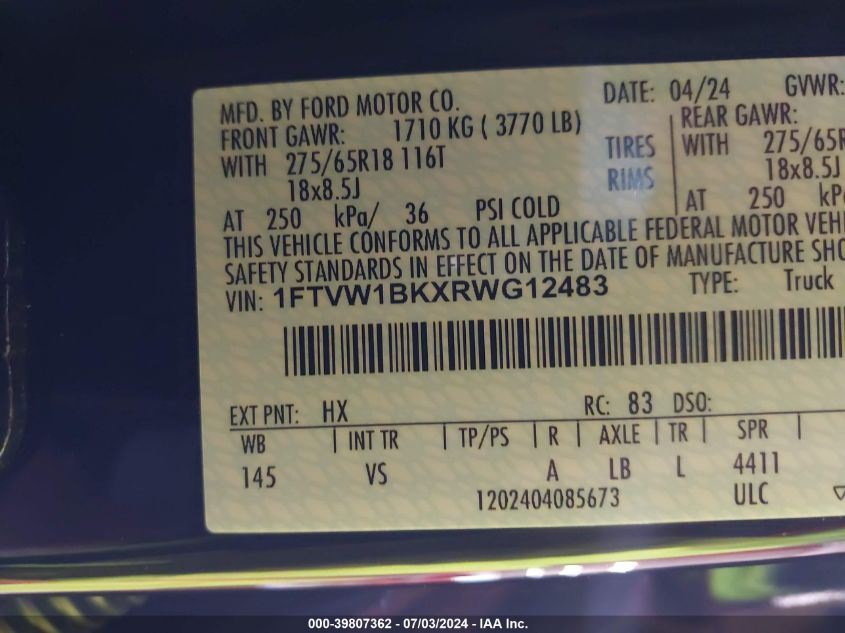 MFD. BY FORD MOTOR CO. DATE: 04/24 GVWR:
FRONT GAWR: 1710 KG ( 3770 LB) REAR GAWR:
WITH 275/65R18 116T TIRES WITH 275/65R
18x8.5J RIMS 18x8.5J
AT 250 kPa/ 36 PSI COLD AT 250 kPa
THIS VEHICLE CONFORMS TO ALL APPLICABLE FEDERAL MOTOR VEHI
SAFETY STANDARDS IN EFFECT ON THE DATE OF MANUFACTURE SHO
VIN: 1FTVW1BKXRWG12483 TYPE: Truck
EXT PNT: HX RC: 83 DSO:
WB | INT TR | TP/PS | R | AXLE | TR | SPR |
145 VS A LB L 4411
1202404085673 ULC
000-39807362 - 07/03/2024 - IAA Inc.